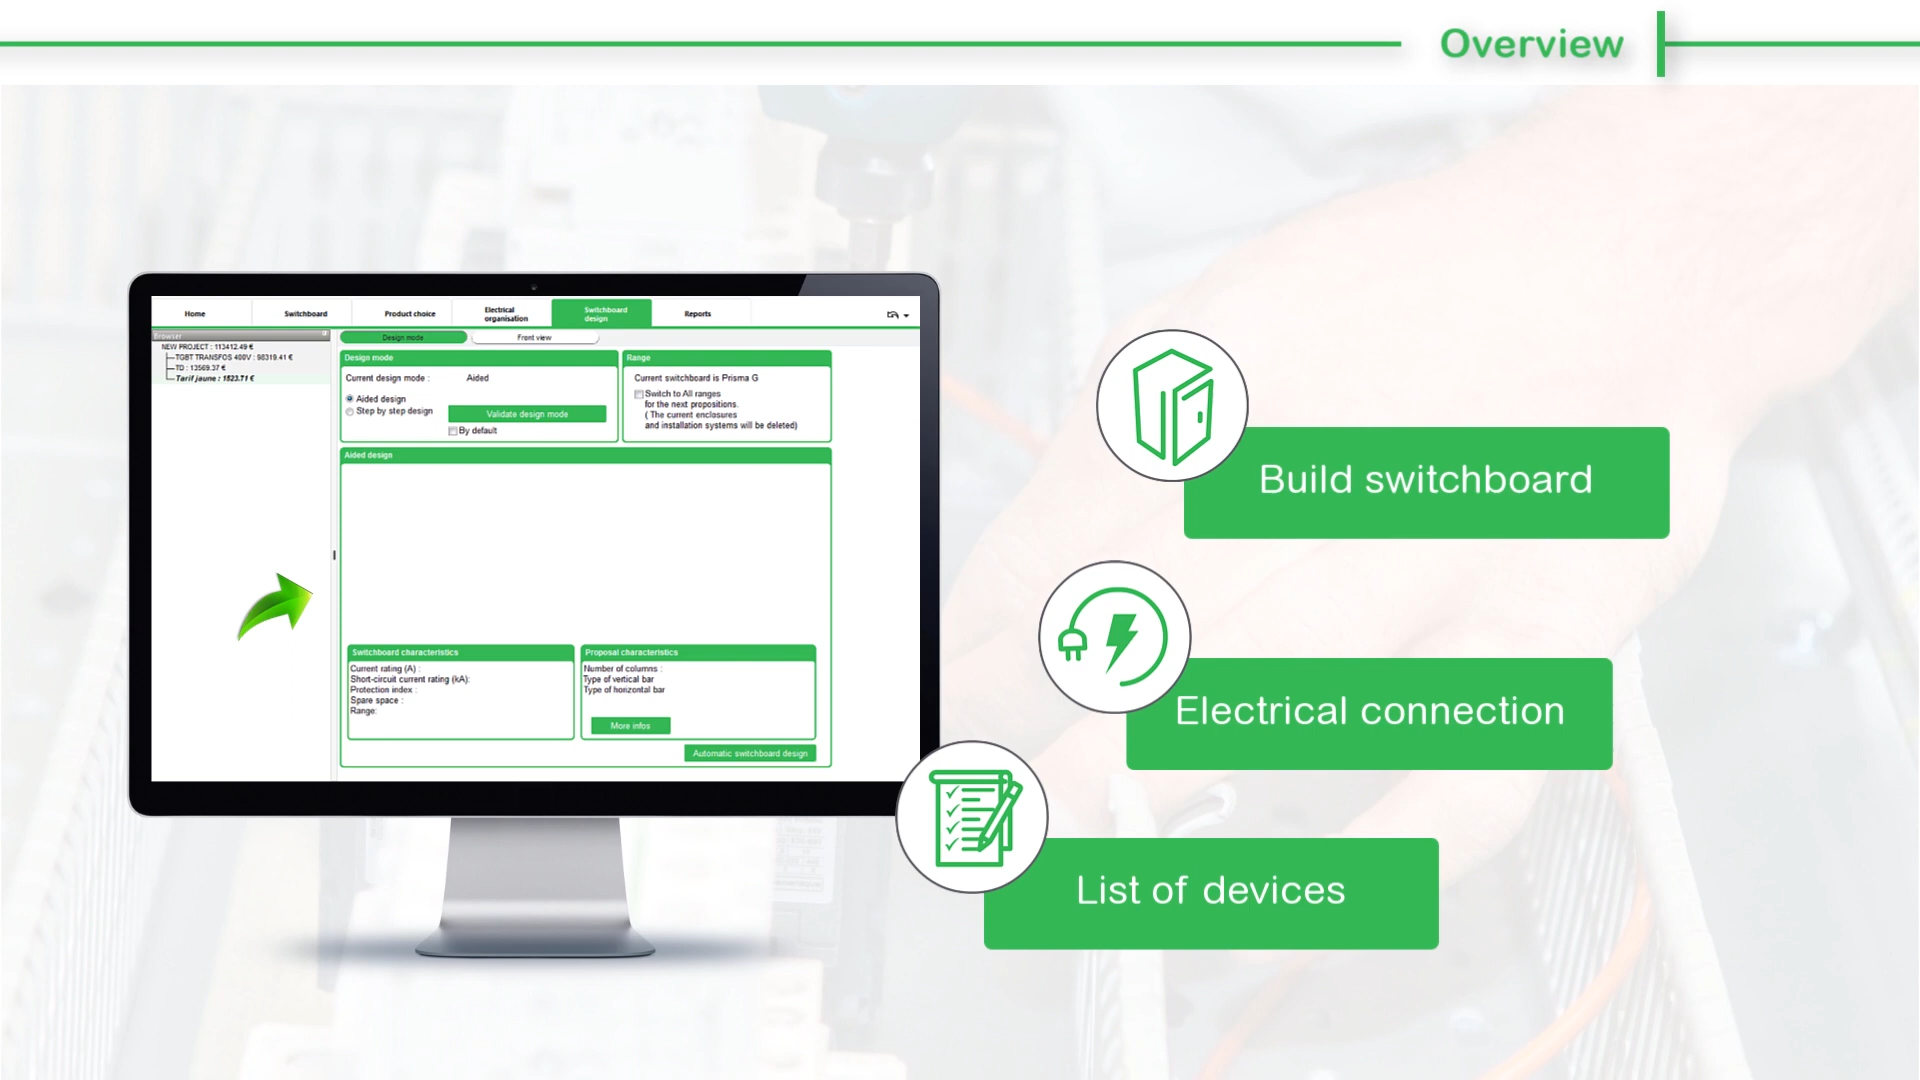 Overview
Home
Switchboard
Product choice
Electrical
organisation
Switchboard
design
Reports
Browser
NEW PROJECT : 113412.49 €
TGBT TRANSFOS 400V : 98319.41 €
TD : 13569.37 €
Tarif jaune : 1523.71 €
Design mode
Front view
Design mode
Current design mode : Aided
Aided design
Step by step design
Validate design mode
By default
Range
Current switchboard is Prisma G
Switch to All ranges
for the next propositions.
( The current enclosures
and installation systems will be deleted)
Aided design
Switchboard characteristics
Current rating (A) :
Short-circuit current rating (kA):
Protection index :
Spare space :
Range:
Proposal characteristics
Number of columns :
Type of vertical bar
Type of horizontal bar
More infos
Automatic switchboard design
Build switchboard
Electrical connection
List of devices